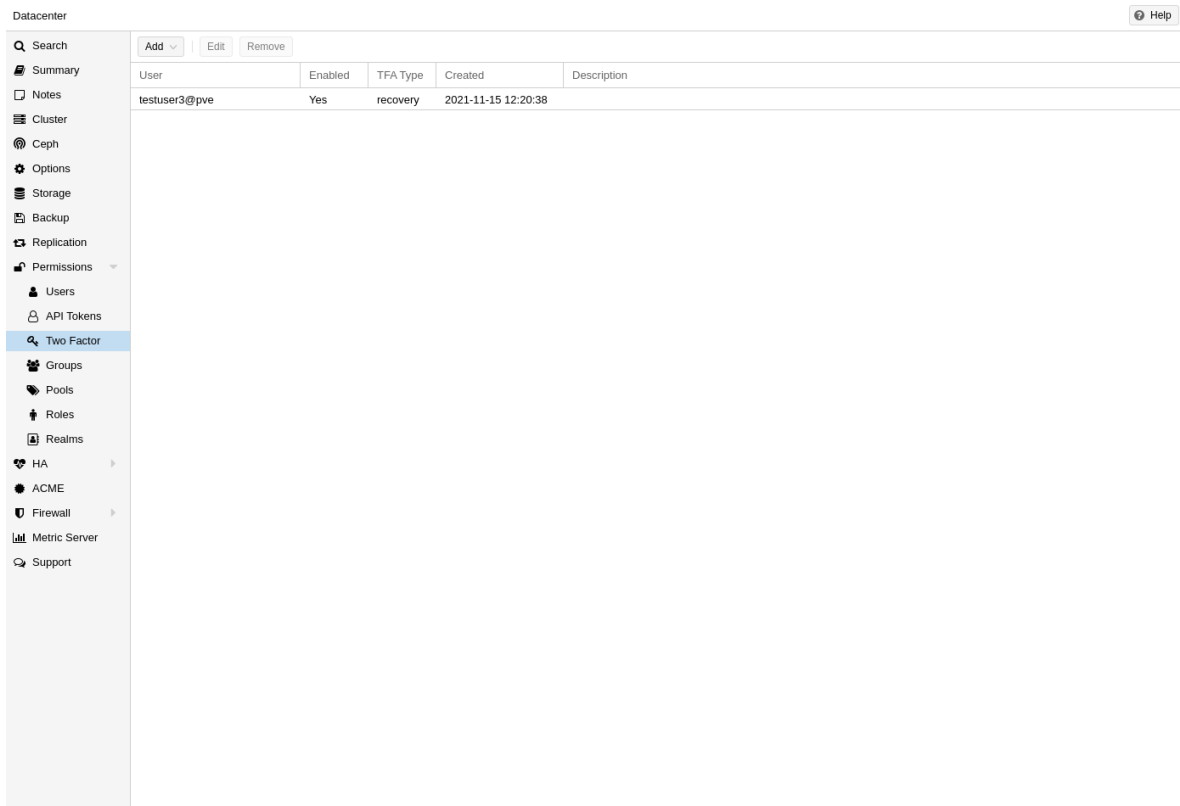 Datacenter
Help
Search
Summary
Notes
Cluster
Ceph
Options
Storage
Backup
Replication
Permissions
Users
API Tokens
Two Factor
Groups
Pools
Roles
Realms
HA
ACME
Firewall
Metric Server
Support
Add Edit Remove
User Enabled TFA Type Created Description
testuser3@pve Yes recovery 2021-11-15 12:20:38